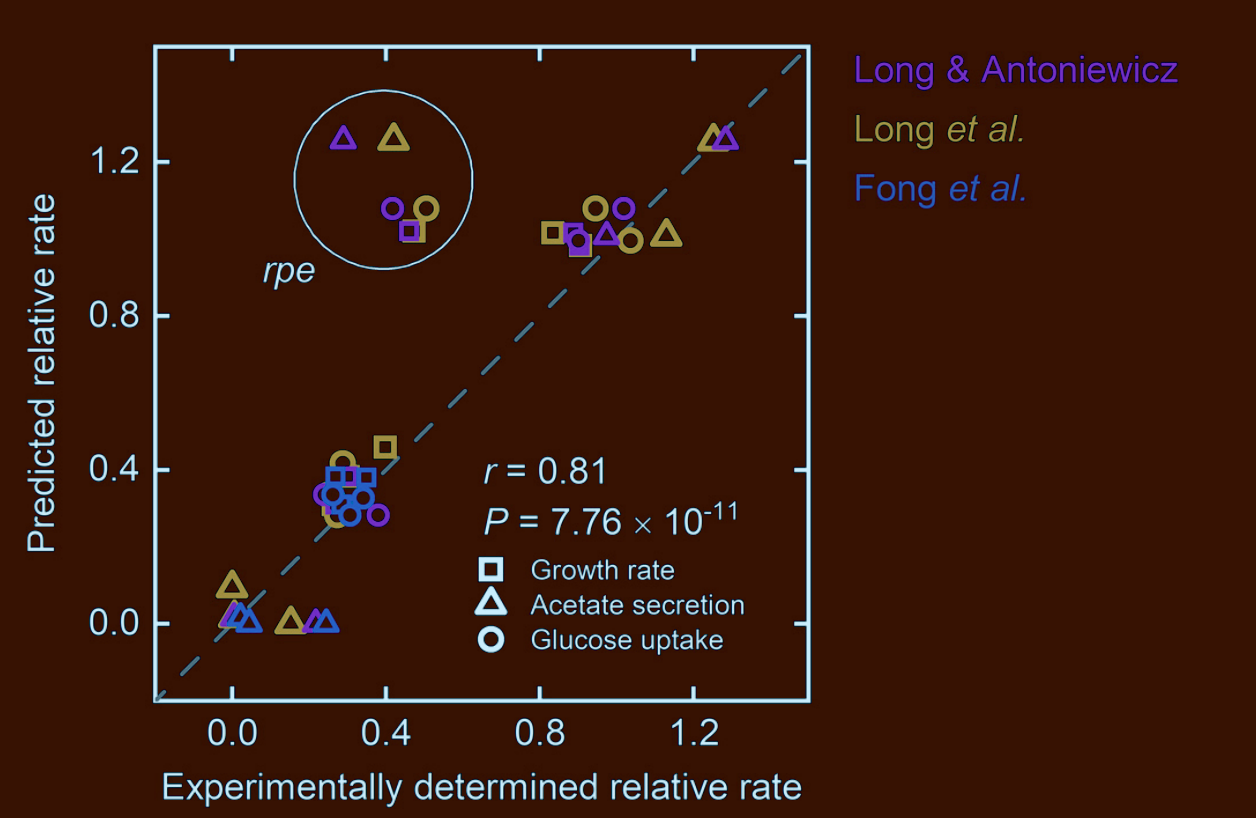 Long & Antoniewicz
Long et al.
Fong et al.
Predicted relative rate
1.2
0.8
0.4
0.0
rpe
r = 0.81
P = 7.76 × 10-11
Growth rate
Acetate secretion
Glucose uptake
0.0 0.4 0.8 1.2
Experimentally determined relative rate